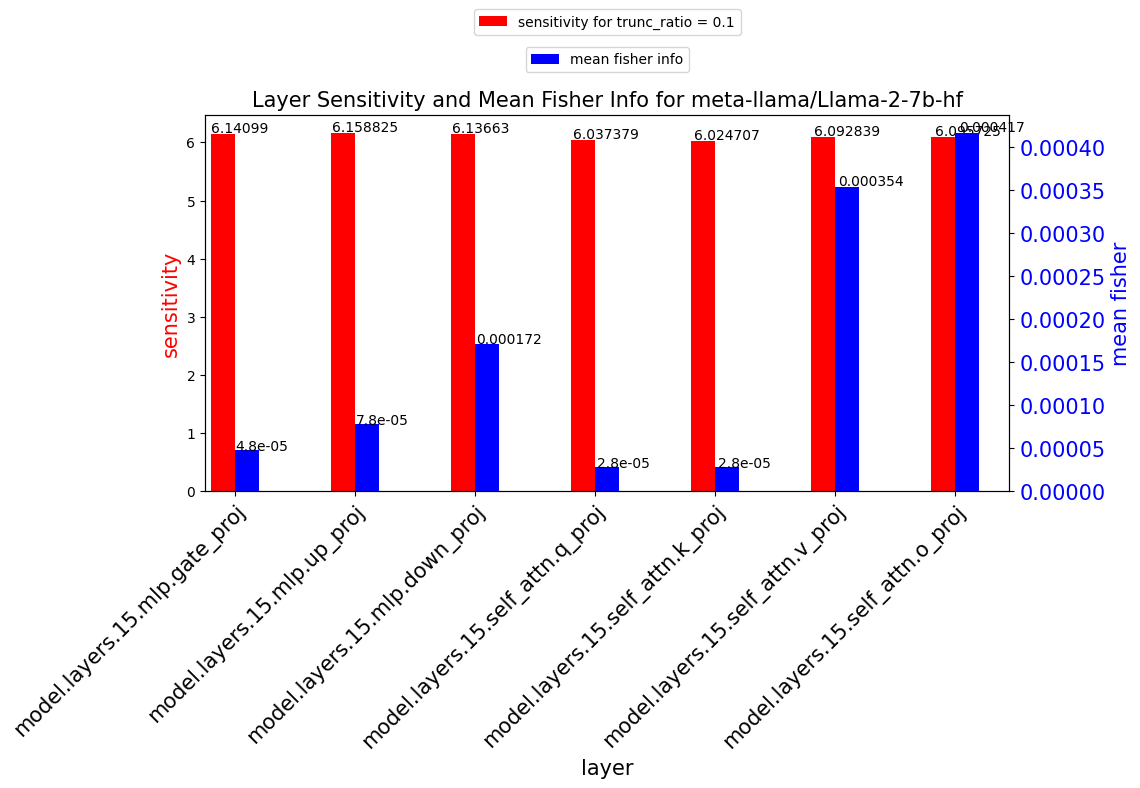 sensitivity for trunc_ratio = 0.1
mean fisher info
Layer Sensitivity and Mean Fisher Info for meta-llama/Llama-2-7b-hf
6.14099
6.158825
6.13663
6.037379
6.024707
6.092839
6.095725
0.000417
0.000354
0.000172
7.8e-05
4.8e-05
2.8e-05
2.8e-05
6
5
4
3
2
1
0
sensitivity
0.00040
0.00035
0.00030
0.00025
0.00020
0.00015
0.00010
0.00005
0.00000
mean fisher
model.layers.15.mlp.gate_proj
model.layers.15.mlp.up_proj
model.layers.15.mlp.down_proj
model.layers.15.self_attn.q_proj
model.layers.15.self_attn.k_proj
model.layers.15.self_attn.v_proj
model.layers.15.self_attn.o_proj
layer